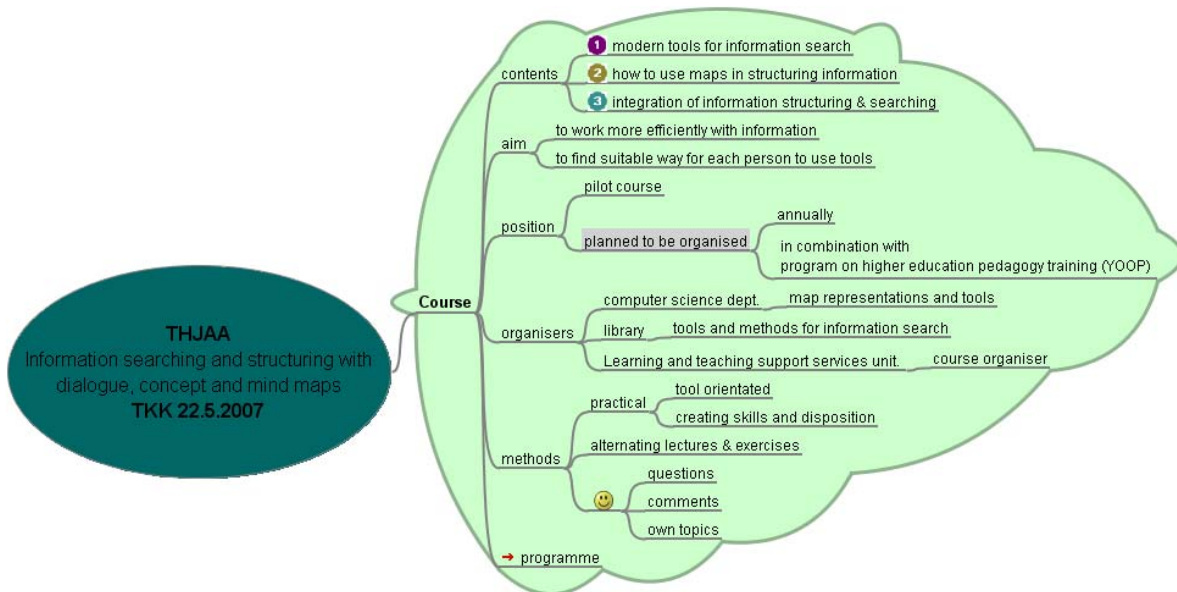 THJAA
Information searching and structuring with
dialogue, concept and mind maps
TKK 22.5.2007
Course
contents
1 modern tools for information search
2 how to use maps in structuring information
3 integration of information structuring & searching
aim
to work more efficiently with information
to find suitable way for each person to use tools
position
pilot course
planned to be organised
annually
in combination with
program on higher education pedagogy training (YOOP)
organisers
computer science dept.
map representations and tools
library
tools and methods for information search
Learning and teaching support services unit.
course organiser
methods
practical
tool orientated
creating skills and disposition
alternating lectures & exercises
questions
comments
own topics
programme